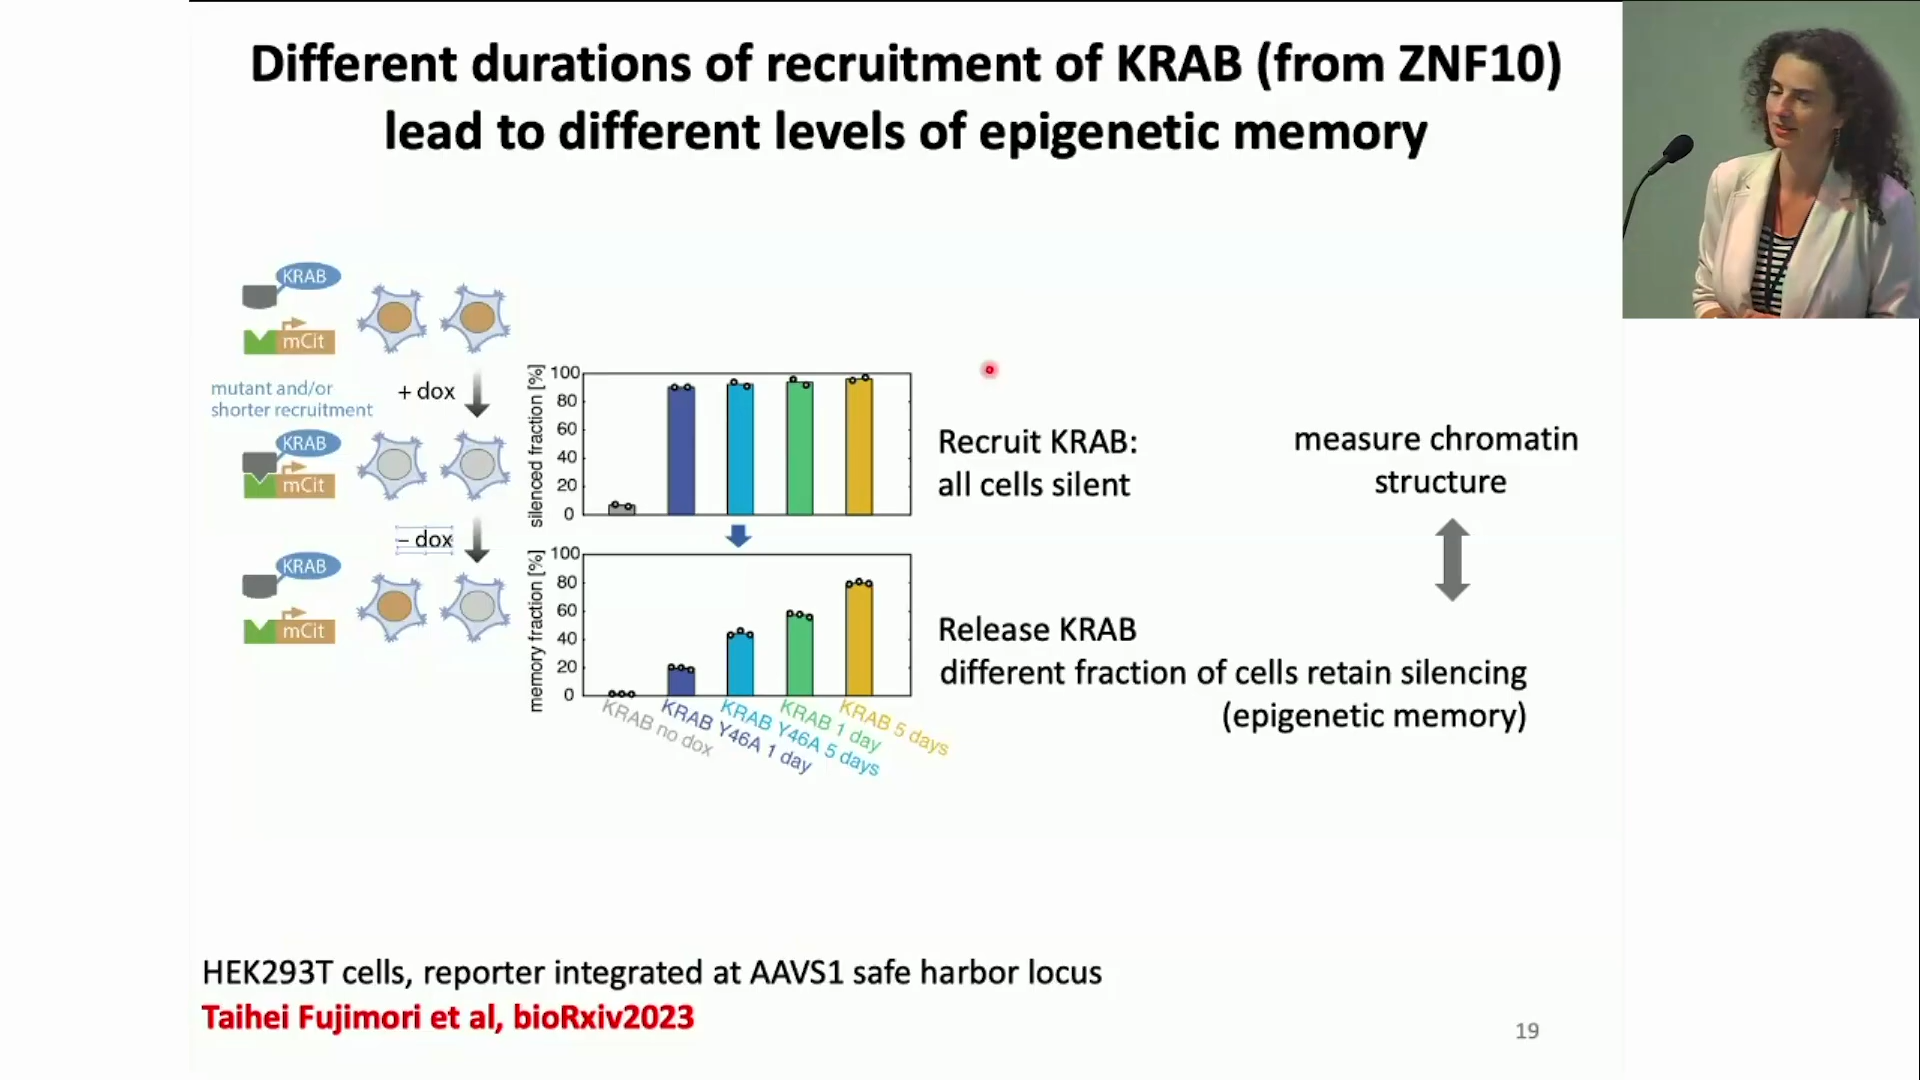 Different durations of recruitment of KRAB (from ZNF10)
lead to different levels of epigenetic memory
KRAB
mCit
mutant and/or
shorter recruitment
+ dox
KRAB
mCit
– dox
KRAB
mCit
silenced fraction [%]
100
80
60
40
20
0
memory fraction [%]
100
80
60
40
20
0
KRAB no dox
KRAB Y46A 1 day
KRAB Y46A 5 days
KRAB 1 day
KRAB 5 days
Recruit KRAB:
all cells silent
measure chromatin
structure
Release KRAB
different fraction of cells retain silencing
(epigenetic memory)
HEK293T cells, reporter integrated at AAVS1 safe harbor locus
Taihei Fujimori et al, bioRxiv2023
19